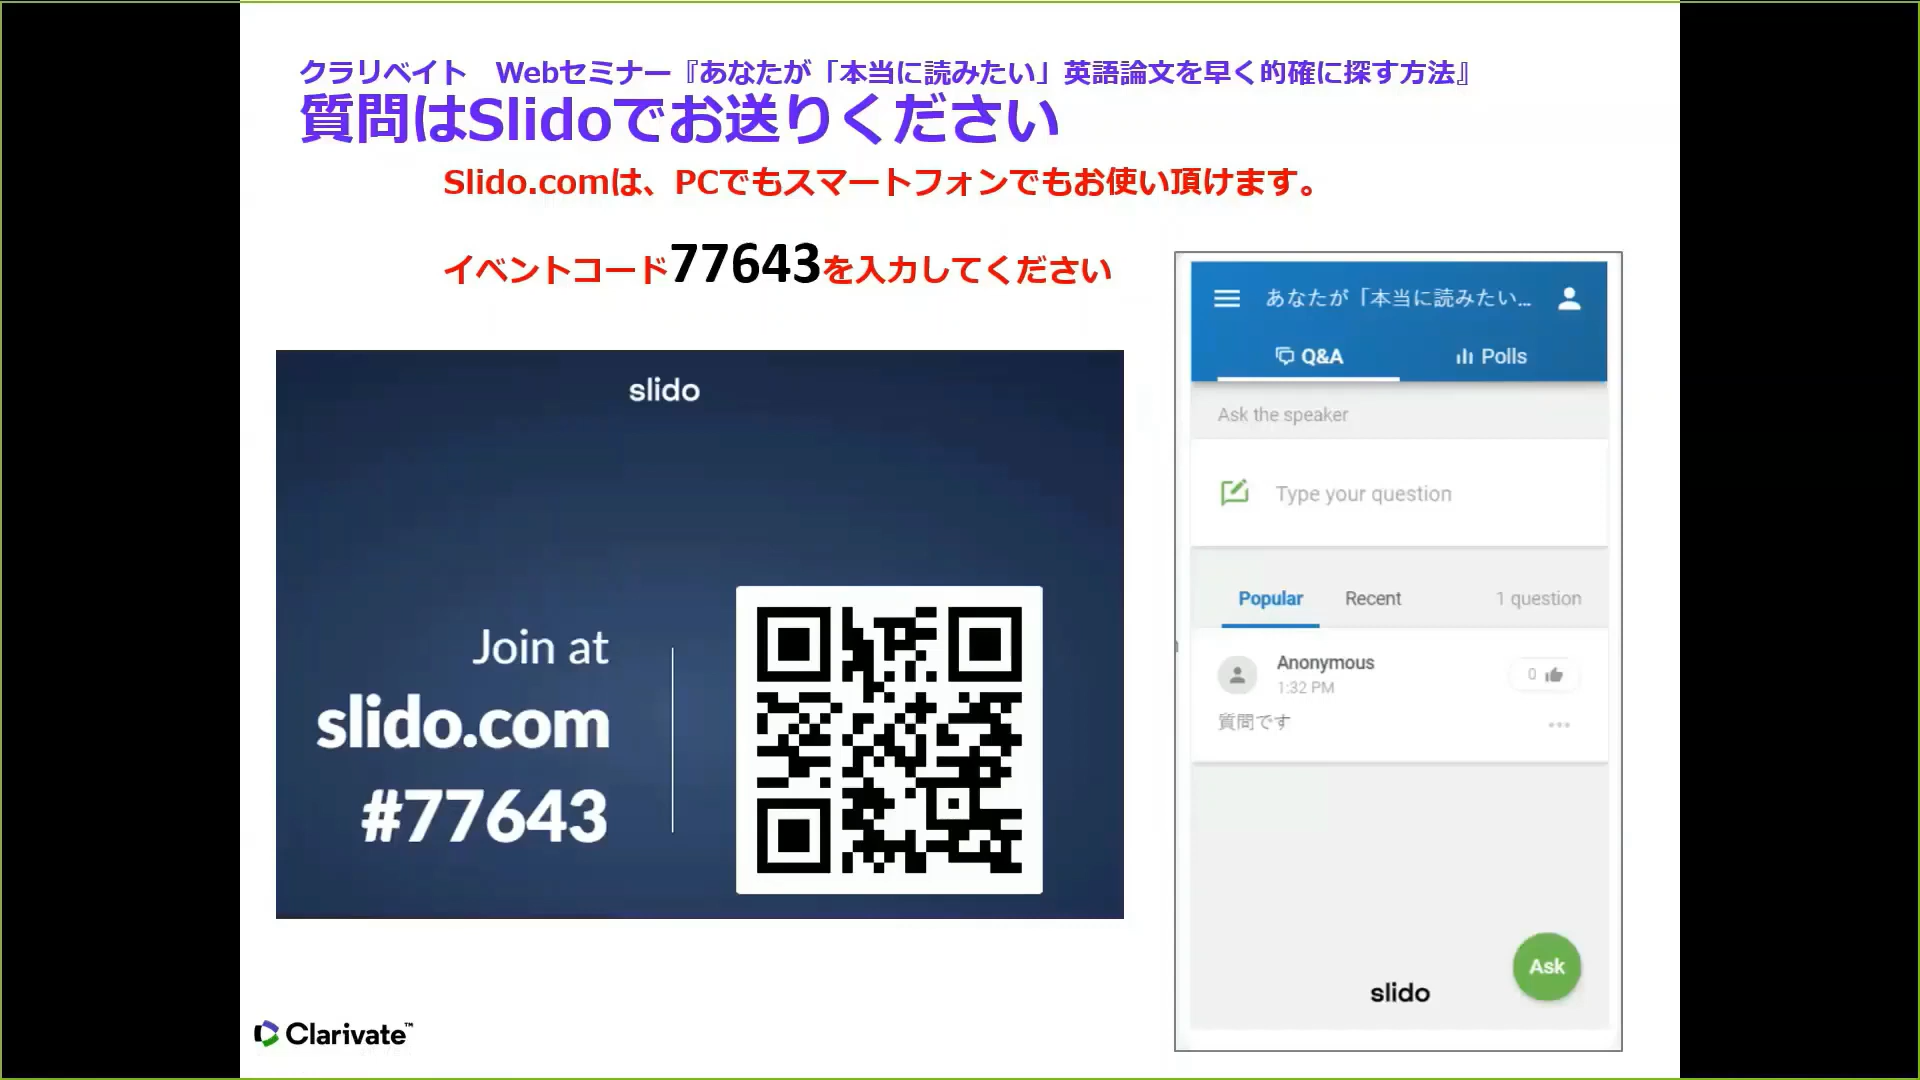 クラリベイト　Webセミナー『あなたが「本当に読みたい」英語論文を早く的確に探す方法』
質問はSlidoでお送りください
Slido.comは、PCでもスマートフォンでもお使い頂けます。
イベントコード77643を入力してください
slido
Join at
slido.com
#77643
あなたが「本当に読みたい...
Q&A Polls
Ask the speaker
Type your question
Popular Recent 1 question
Anonymous
1:32 PM
0
質問です
Ask
slido
Clarivate™